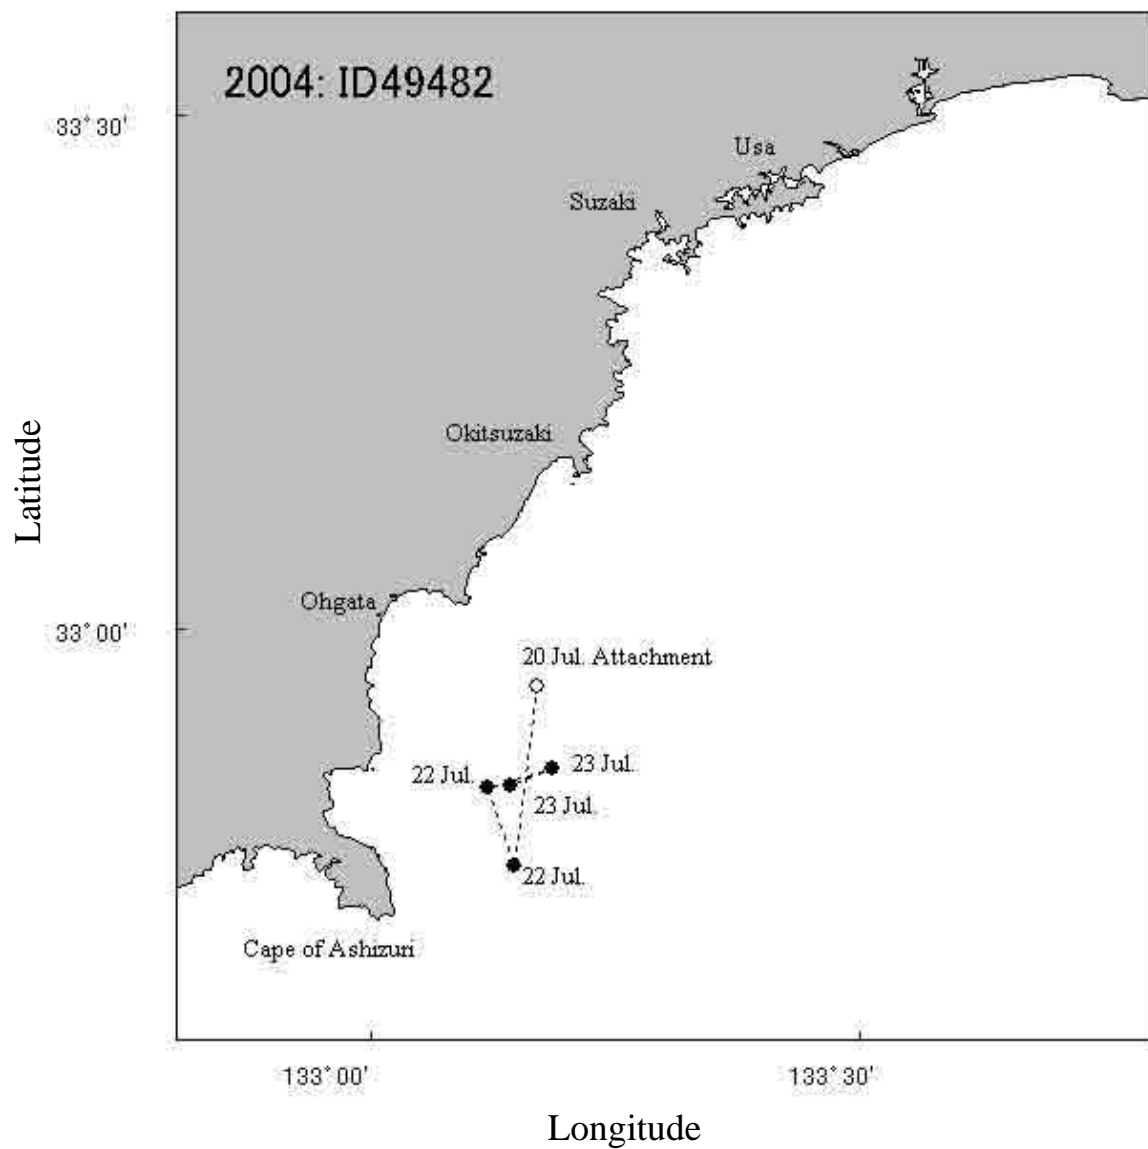 2004: ID49482
33° 30'
Usa
Suzaki
Okitsuzaki
Latitude
Ohgata
33° 00'
20 Jul. Attachment
22 Jul.
23 Jul.
23 Jul.
22 Jul.
Cape of Ashizuri
133° 00'
133° 30'
Longitude